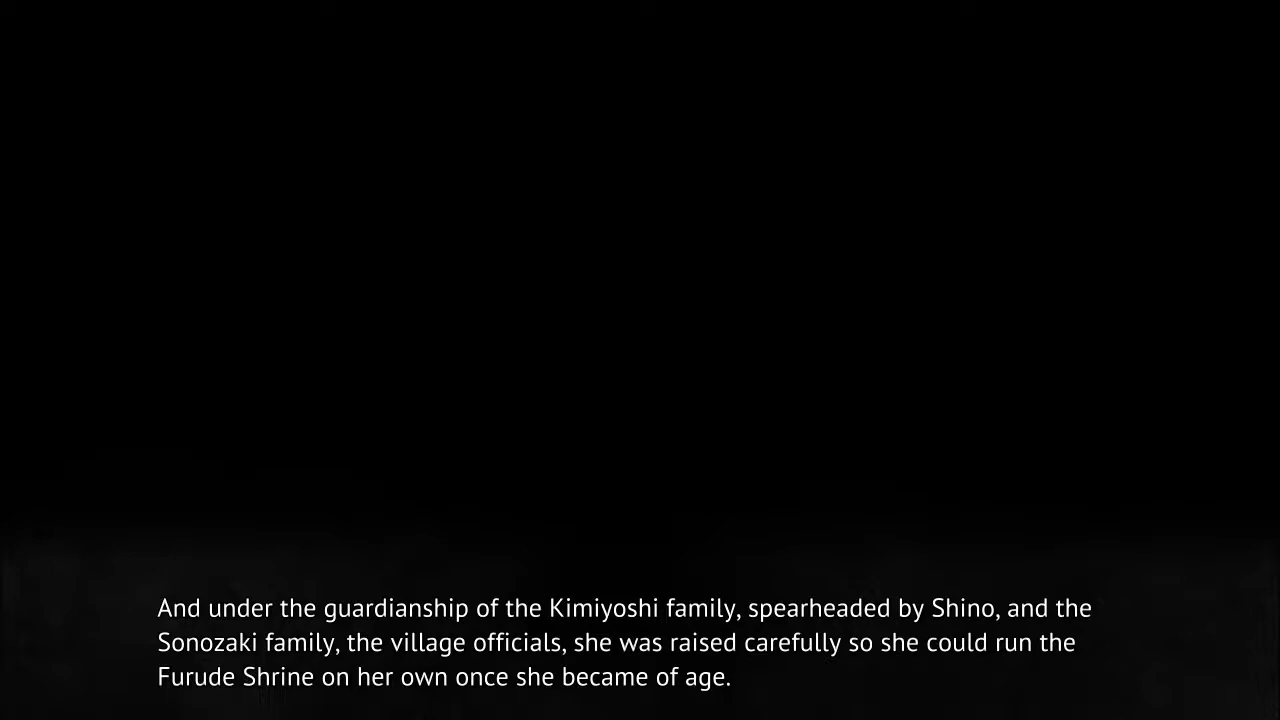 And under the guardianship of the Kimiyoshi family, spearheaded by Shino, and the
Sonozaki family, the village officials, she was raised carefully so she could run the
Furude Shrine on her own once she became of age.